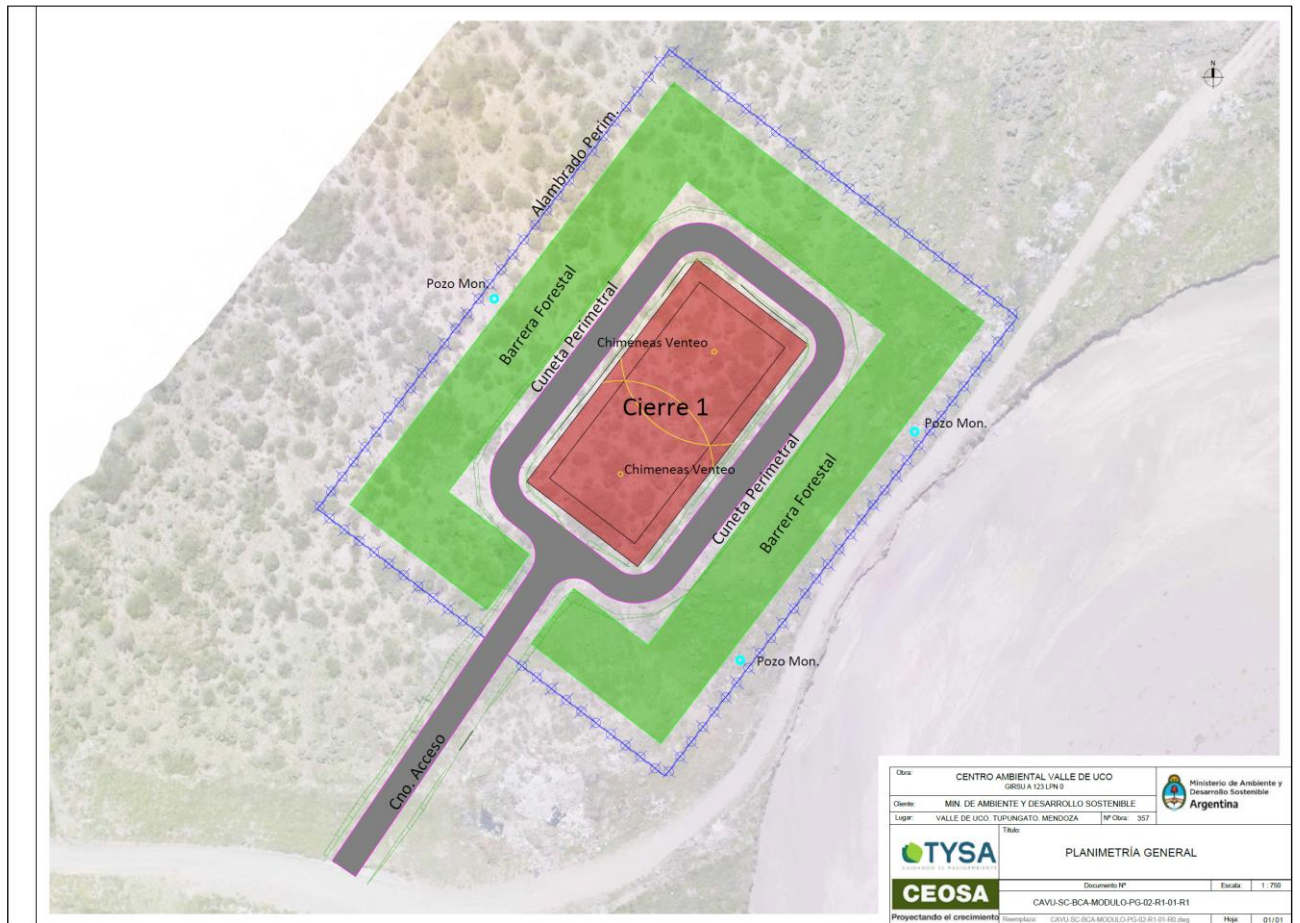 N
Alambrado Perim.
Pozo Mon.
Barrera Forestal
Cuneta Perimetral
Chimeneas Venteo
Cierre 1
Chimeneas Venteo
Pozo Mon.
Cuneta Perimetral
Barrera Forestal
Pozo Mon.
Cno. Acceso
Obra: CENTRO AMBIENTAL VALLE DE UCO
GIRSU A 123 LPN 0
Cliente: MIN. DE AMBIENTE Y DESARROLLO SOSTENIBLE
Lugar: VALLE DE UCO. TUPUNGATO. MENDOZA Nº Obra: 357
Ministerio de Ambiente y
Desarrollo Sostenible
Argentina
TYSA
CUIDANDO EL MEDIOAMBIENTE
CEOSA
Proyectando el crecimiento
Título:
PLANIMETRÍA GENERAL
Documento Nº Escala: 1 : 750
CAVU-SC-BCA-MODULO-PG-02-R1-01-R1
Reemplaza: CAVU-SC-BCA-MODULO-PG-02-R1-01-R0.dwg Hoja: 01/01